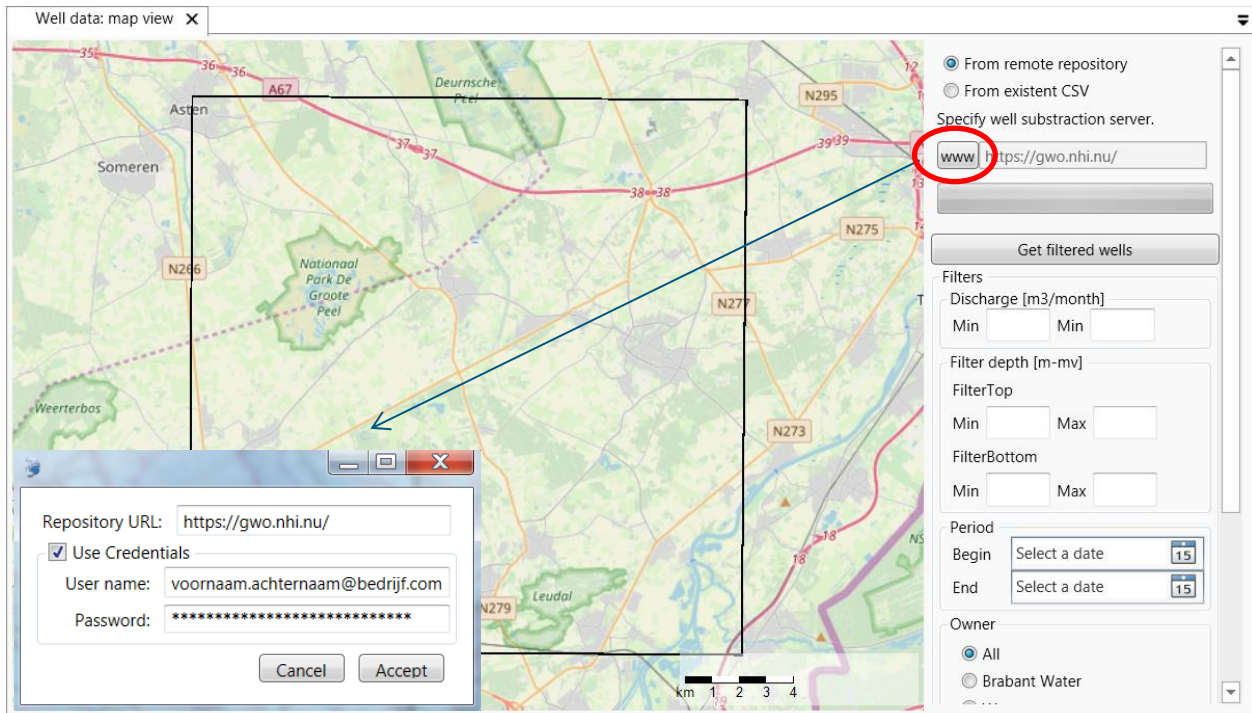 Well data: map view
35
36
36
A67
Asten
Deurnsche
Peel
N295
12
Someren
37
37
39
39
38
38
13
N266
Nationaal
Park De
Groote
Peel
N275
N277
T
Weerterbos
N273
18
18
NS
N279
Leudal
19
km 1 2 3 4
From remote repository
From existent CSV
Specify well substraction server.
www https://gwo.nhi.nu/
Get filtered wells
Filters
Discharge [m3/month]
Min Min
Filter depth [m-mv]
FilterTop
Min Max
FilterBottom
Min Max
Period
Begin Select a date 15
End Select a date 15
Owner
All
Brabant Water
Repository URL: https://gwo.nhi.nu/
Use Credentials
User name: voornaam.achternaam@bedrijf.com
Password: ****************************
Cancel Accept